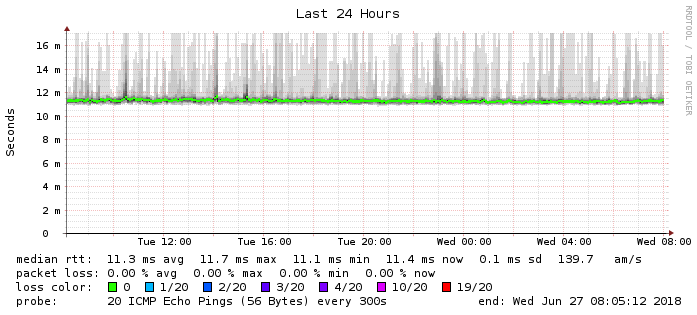 Last 24 Hours
RRDTOOL / TOBI OETIKER
Seconds
16 m
14 m
12 m
10 m
8 m
6 m
4 m
2 m
0
Tue 12:00 Tue 16:00 Tue 20:00 Wed 00:00 Wed 04:00 Wed 08:00
median rtt: 11.3 ms avg 11.7 ms max 11.1 ms min 11.4 ms now 0.1 ms sd 139.7 am/s
packet loss: 0.00 % avg 0.00 % max 0.00 % min 0.00 % now
loss color: 0 1/20 2/20 3/20 4/20 10/20 19/20
probe: 20 ICMP Echo Pings (56 Bytes) every 300s end: Wed Jun 27 08:05:12 2018